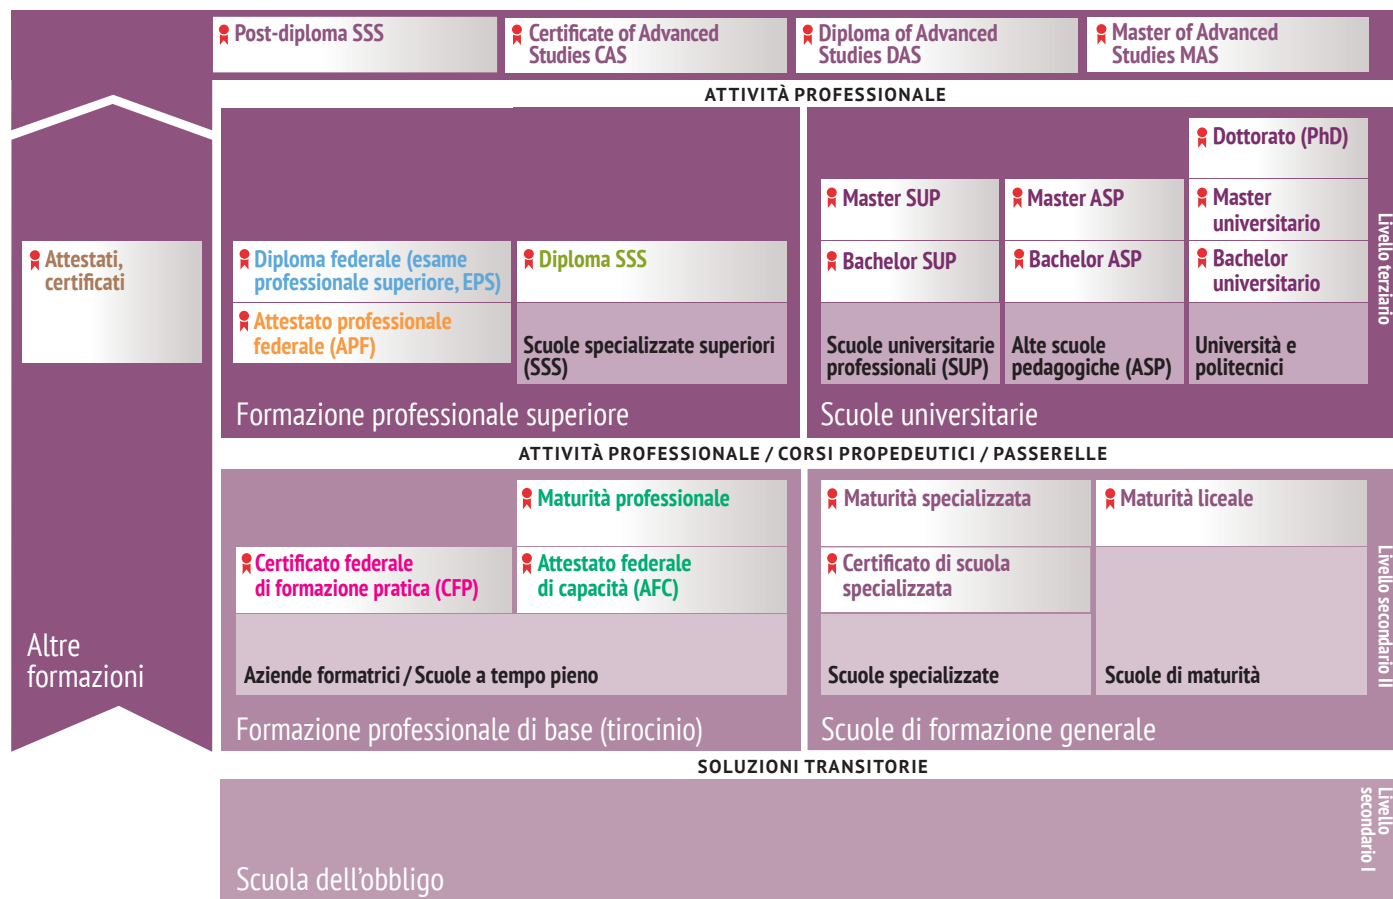 Post-diploma SSS
Certificate of Advanced
Studies CAS
Diploma of Advanced
Studies DAS
Master of Advanced
Studies MAS
ATTIVITÀ PROFESSIONALE
Dottorato (PhD)
Master SUP
Master ASP
Master
universitario
Attestati,
certificati
Diploma federale (esame
professionale superiore, EPS)
Diploma SSS
Bachelor SUP
Bachelor ASP
Bachelor
universitario
Attestato professionale
federale (APF)
Scuole specializzate superiori
(SSS)
Scuole universitarie
professionali (SUP)
Alte scuole
pedagogiche (ASP)
Università e
politecnici
Livello terziario
Formazione professionale superiore
Scuole universitarie
ATTIVITÀ PROFESSIONALE / CORSI PROPEDEUTICI / PASSERELLE
Maturità professionale
Maturità specializzata
Maturità liceale
Certificato federale
di formazione pratica (CFP)
Attestato federale
di capacità (AFC)
Certificato di scuola
specializzata
Livello secondario II
Altre
formazioni
Aziende formatrici / Scuole a tempo pieno
Scuole specializzate
Scuole di maturità
Formazione professionale di base (tirocinio)
Scuole di formazione generale
SOLUZIONI TRANSITORIE
Livello
secondario I
Scuola dell'obbligo